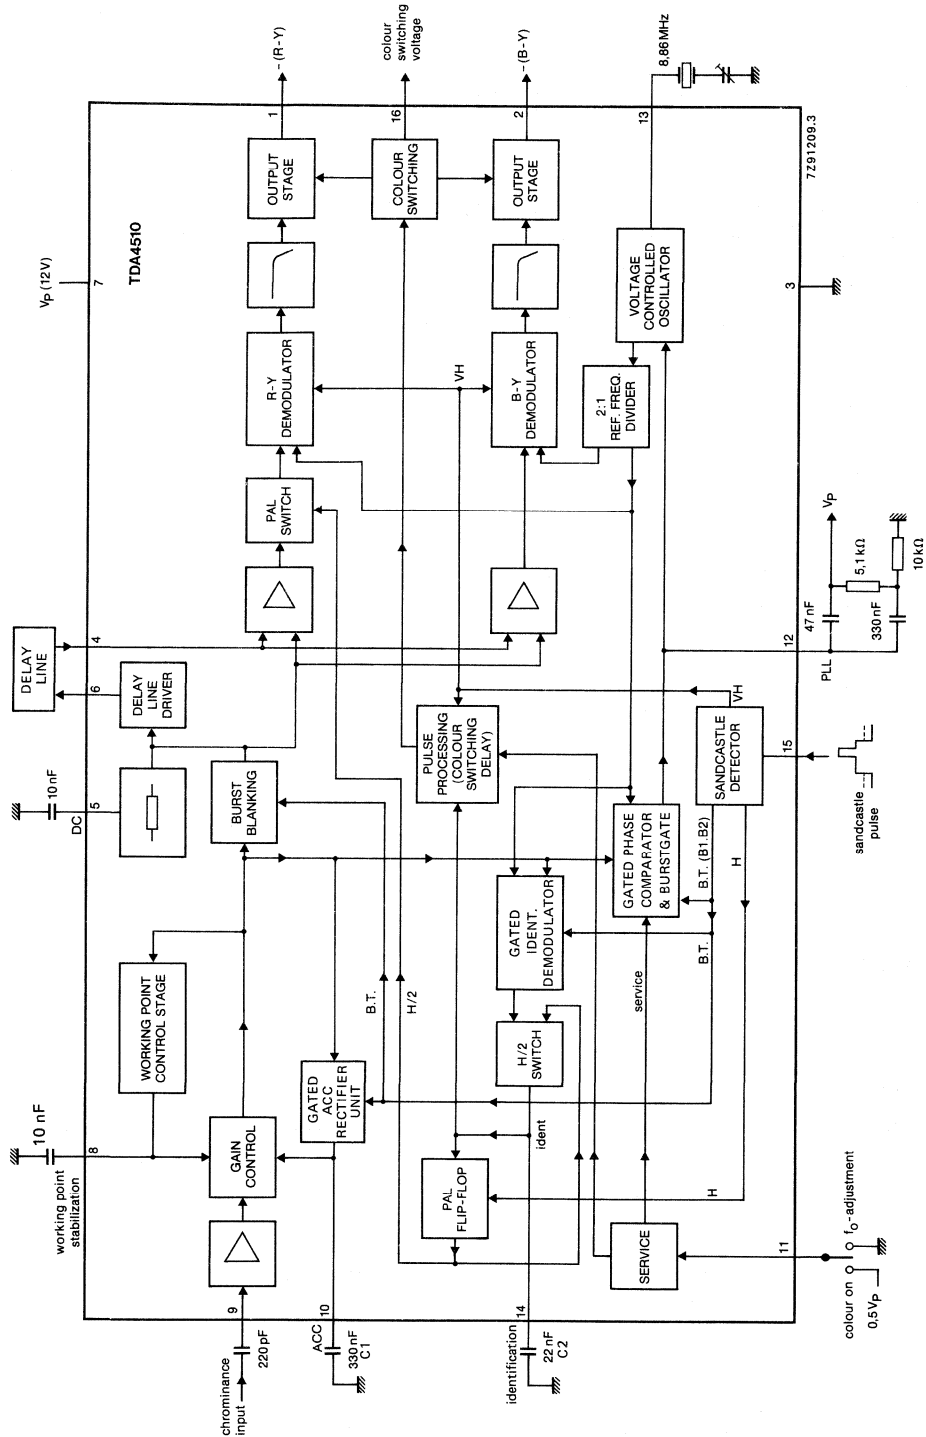 chrominance
input
220 pF
9
working point
stabilization
10 nF
8
WORKING POINT
CONTROL STAGE
GAIN
CONTROL
ACC
10
330 nF
C1
GATED
ACC
RECTIFIER
UNIT
DC
10 nF
5
BURST
BLANKING
DELAY
LINE
DRIVER
6
DELAY
LINE
4
PAL
SWITCH
R-Y
DEMODULATOR
OUTPUT
STAGE
1
-(R-Y)
Vp (12V)
7
TDA4510
COLOUR
SWITCHING
16
colour
switching
voltage
OUTPUT
STAGE
2
-(B-Y)
B-Y
DEMODULATOR
VH
B.T.
H/2
PULSE
PROCESSING
(COLOUR
SWITCHING
DELAY)
PAL
FLIP-FLOP
identification
14
22 nF
C2
ident
H/2
SWITCH
GATED
IDENT.
DEMODULATOR
GATED PHASE
COMPARATOR
& BURSTGATE
2:1
REF. FREQ.
DIVIDER
VOLTAGE
CONTROLLED
OSCILLATOR
13
8,86MHz
SERVICE
service
B.T.
B.T. (B1.B2)
H
H
SANDCASTLE
DETECTOR
VH
11
colour on
fo-adjustment
0,5 Vp
15
sandcastle
pulse
12
PLL
47 nF
330 nF
5,1 kΩ
10 kΩ
Vp
3
7Z91209.3